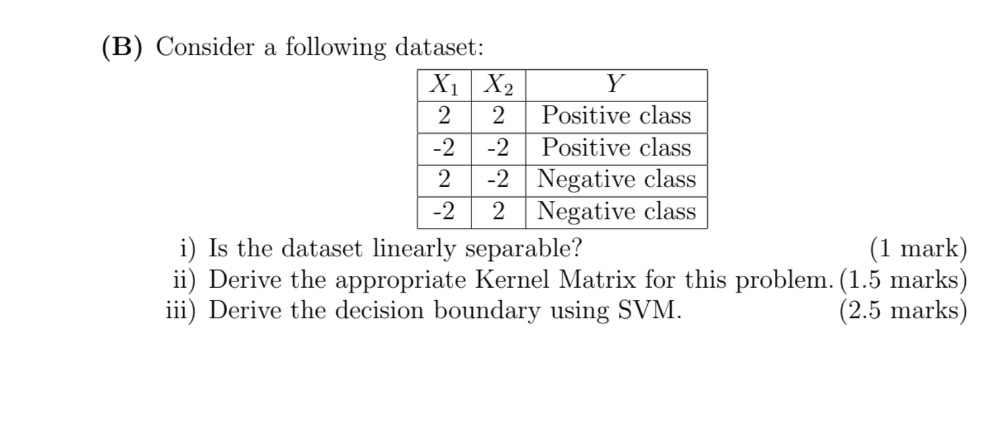 (B) Consider a following dataset:
X1 X2 Y
2 2 Positive class
-2 -2 Positive class
2 -2 Negative class
-2 2 Negative class
i) Is the dataset linearly separable? (1 mark)
ii) Derive the appropriate Kernel Matrix for this problem. (1.5 marks)
iii) Derive the decision boundary using SVM. (2.5 marks)